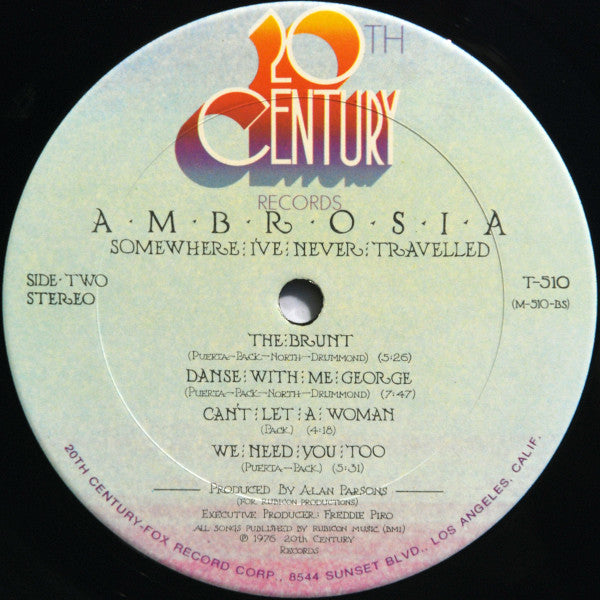 20TH
CENTURY
RECORDS
A·M·B·R·O·S·I·A
SOMEWHERE I'VE NEVER TRAVELLED
SIDE·TWO
STEREO
T-510
(M-510-BS)
THE BRUNT
(PUERTA-PACK-NORTH-DRUMMOND) (5:26)
DANSE WITH ME GEORGE
(PUERTA-PACK-NORTH-DRUMMOND) (7:47)
CAN'T LET A WOMAN
(PACK) (4:18)
WE NEED YOU TOO
(PUERTA-PACK) (5:31)
PRODUCED BY ALAN PARSONS
(FOR RUBICON PRODUCTIONS)
EXECUTIVE PRODUCER: FREDDIE PIRO
ALL SONGS PUBLISHED BY RUBICON MUSIC (BMI)
℗ 1976 20TH CENTURY
RECORDS
20TH CENTURY-FOX RECORD CORP., 8544 SUNSET BLVD., LOS ANGELES, CALIF.